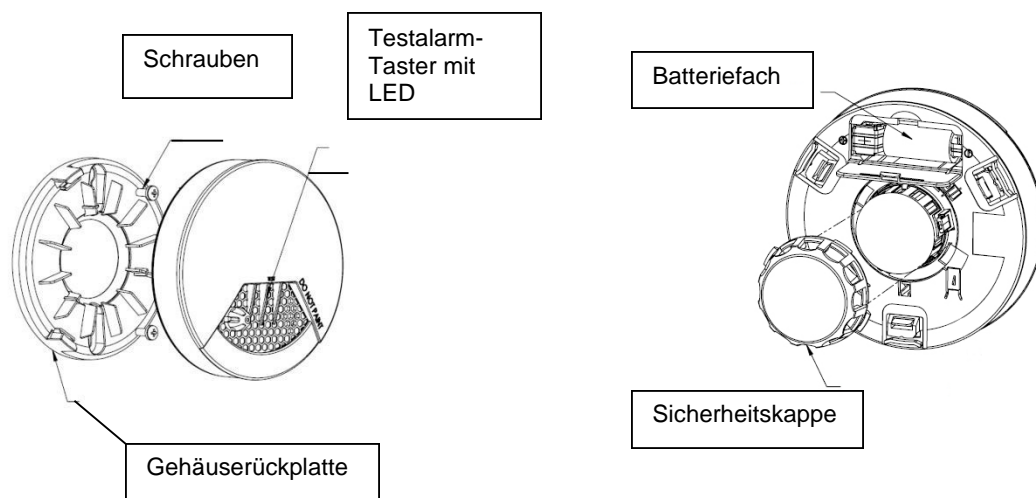 Schrauben
Testalarm-
Taster mit
LED
Batteriefach
DO NOT PAINT
Sicherheitskappe
Gehäuserückplatte